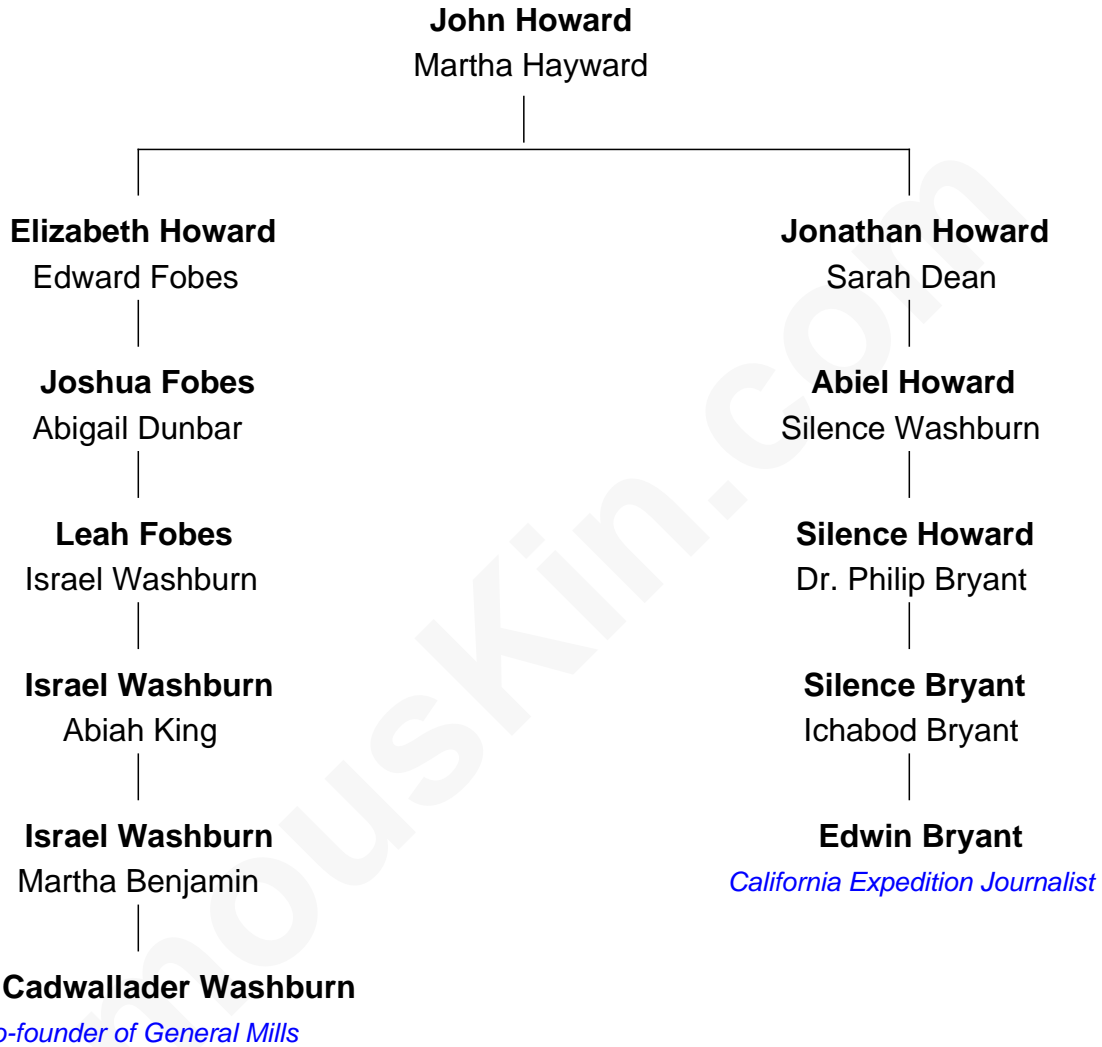 John Howard
Martha Hayward
Elizabeth Howard
Edward Fobes
Jonathan Howard
Sarah Dean
Joshua Fobes
Abigail Dunbar
Abiel Howard
Silence Washburn
Leah Fobes
Israel Washburn
Silence Howard
Dr. Philip Bryant
Israel Washburn
Abiah King
Silence Bryant
Ichabod Bryant
Israel Washburn
Martha Benjamin
Edwin Bryant
California Expedition Journalist
Cadwallader Washburn
o-founder of General Mills
mouskin.com